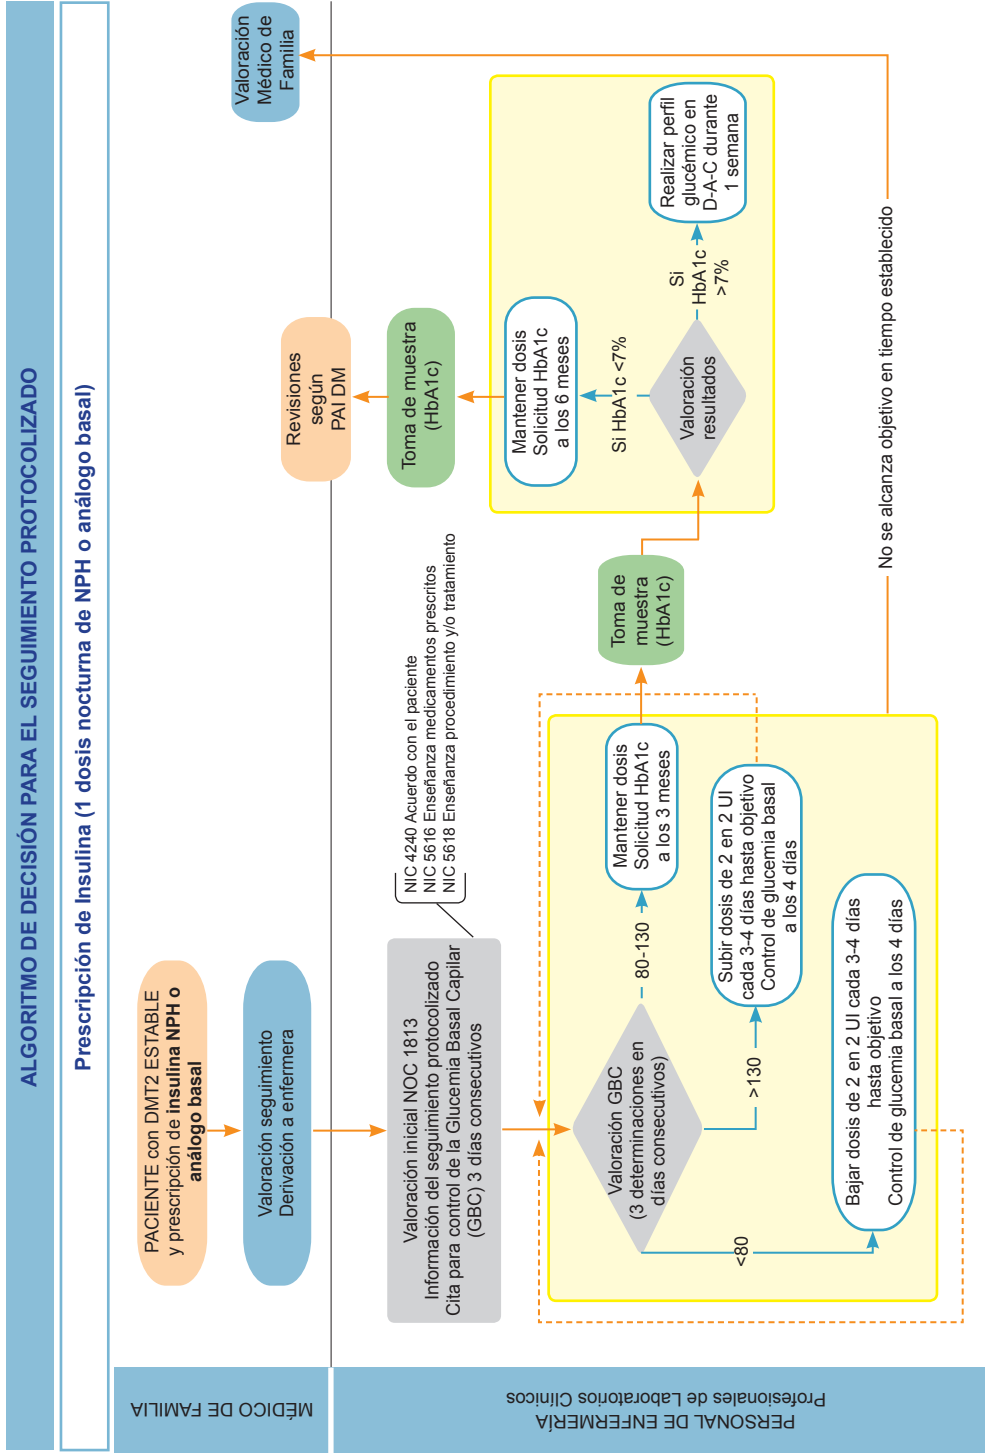 ALGORITMO DE DECISIÓN PARA EL SEGUIMIENTO PROTOCOLIZADO
Prescripción de Insulina (1 dosis nocturna de NPH o análogo basal)
MÉDICO DE FAMILIA
PACIENTE con DMT2 ESTABLE
y prescripción de insulina NPH o
análogo basal
Valoración seguimiento
Derivación a enfermera
Revisiones
según
PAI DM
Valoración
Médico de
Familia
PERSONAL DE ENFERMERÍA
Profesionales de Laboratorios Clínicos
Valoración inicial NOC 1813
Información del seguimiento protocolizado
Cita para control de la Glucemia Basal Capilar
(GBC) 3 días consecutivos
NIC 4240 Acuerdo con el paciente
NIC 5616 Enseñanza medicamentos prescritos
NIC 5618 Enseñanza procedimiento y/o tratamiento
Valoración GBC
(3 determinaciones en
días consecutivos)
80-130
Mantener dosis
Solicitud HbA1c
a los 3 meses
>130
Subir dosis de 2 en 2 UI
cada 3-4 días hasta objetivo
Control de glucemia basal
a los 4 días
<80
Bajar dosis de 2 en 2 UI cada 3-4 días
hasta objetivo
Control de glucemia basal a los 4 días
Toma de
muestra
(HbA1c)
Valoración
resultados
Si HbA1c <7%
Mantener dosis
Solicitud HbA1c
a los 6 meses
Toma de muestra
(HbA1c)
Si
HbA1c
>7%
Realizar perfil
glucémico en
D-A-C durante
1 semana
No se alcanza objetivo en tiempo establecido